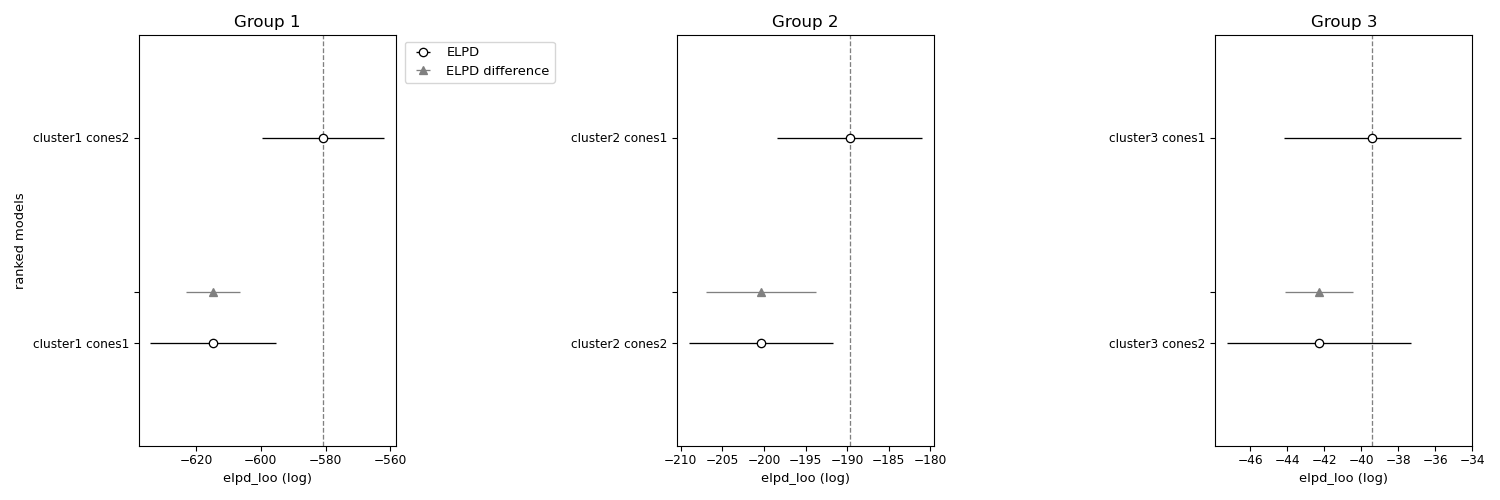 Group 1
ELPD
ELPD difference
cluster1 cones2
cluster1 cones1
ranked models
−620 −600 −580 −560
elpd_loo (log)
Group 2
cluster2 cones1
cluster2 cones2
−210 −205 −200 −195 −190 −185 −180
elpd_loo (log)
Group 3
cluster3 cones1
cluster3 cones2
−46 −44 −42 −40 −38 −36 −34
elpd_loo (log)